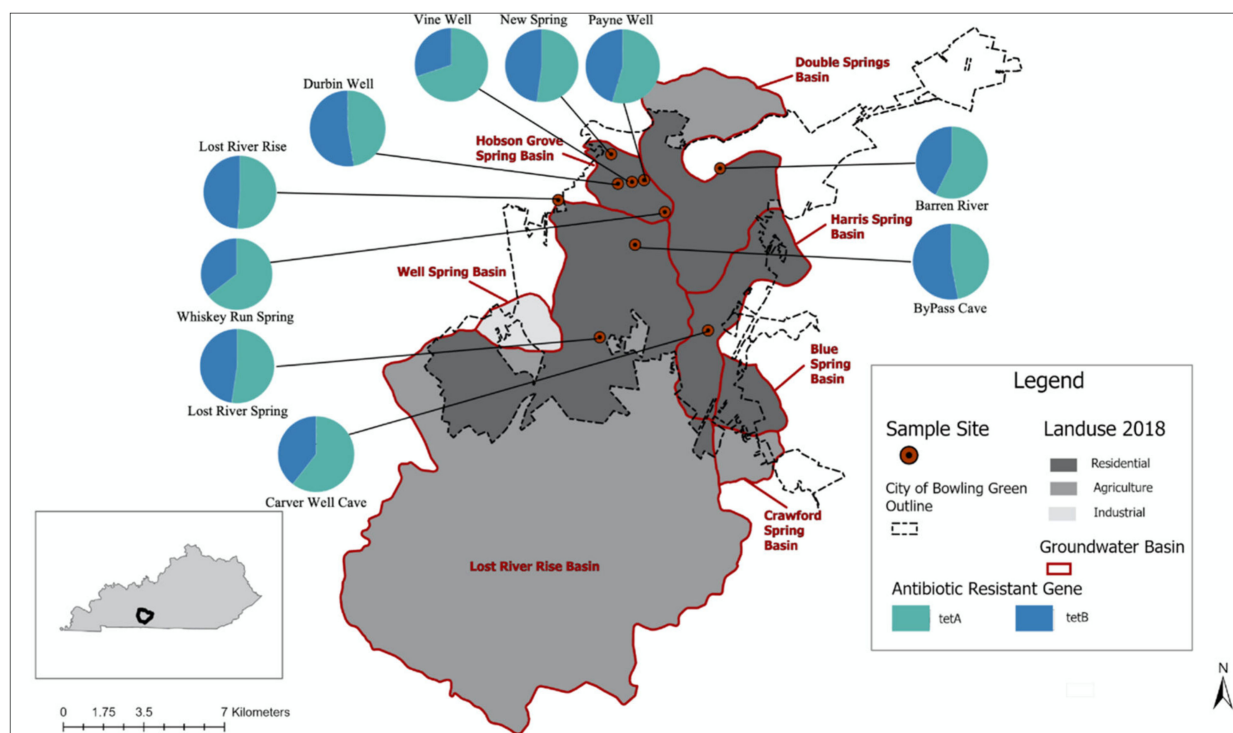 Vine Well
New Spring
Payne Well
Double Springs
Basin
Durbin Well
Hobson Grove
Spring Basin
Lost River Rise
Barren River
Harris Spring
Basin
Well Spring Basin
Whiskey Run Spring
ByPass Cave
Blue
Spring
Basin
Lost River Spring
Carver Well Cave
Crawford
Spring
Basin
Lost River Rise Basin
Legend
Sample Site
City of Bowling Green
Outline
Landuse 2018
Residential
Agriculture
Industrial
Groundwater Basin
Antibiotic Resistant Gene
tetA
tetB
N
0 1.75 3.5 7 Kilometers